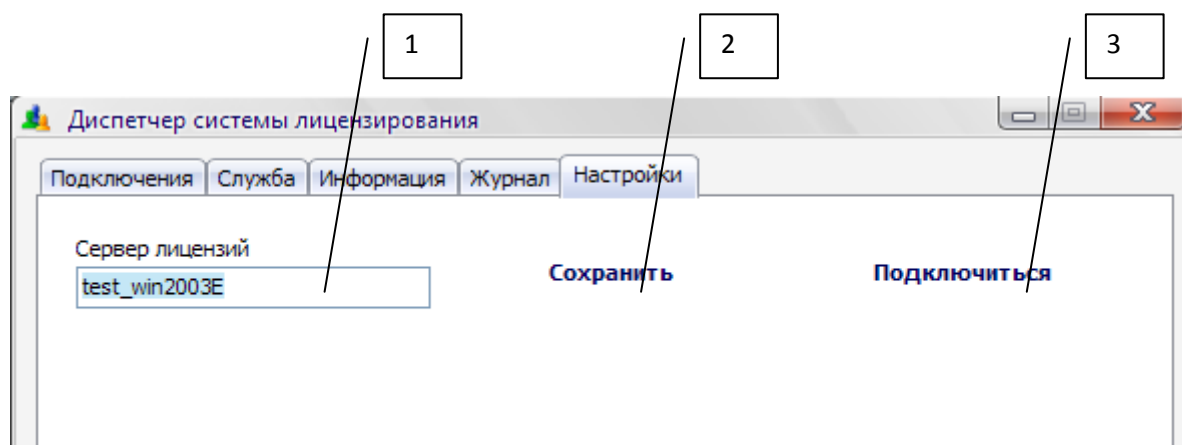 1 2 3
Диспетчер системы лицензирования
Подключения Служба Информация Журнал Настройки
Сервер лицензий
test_win2003E Сохранить Подключиться